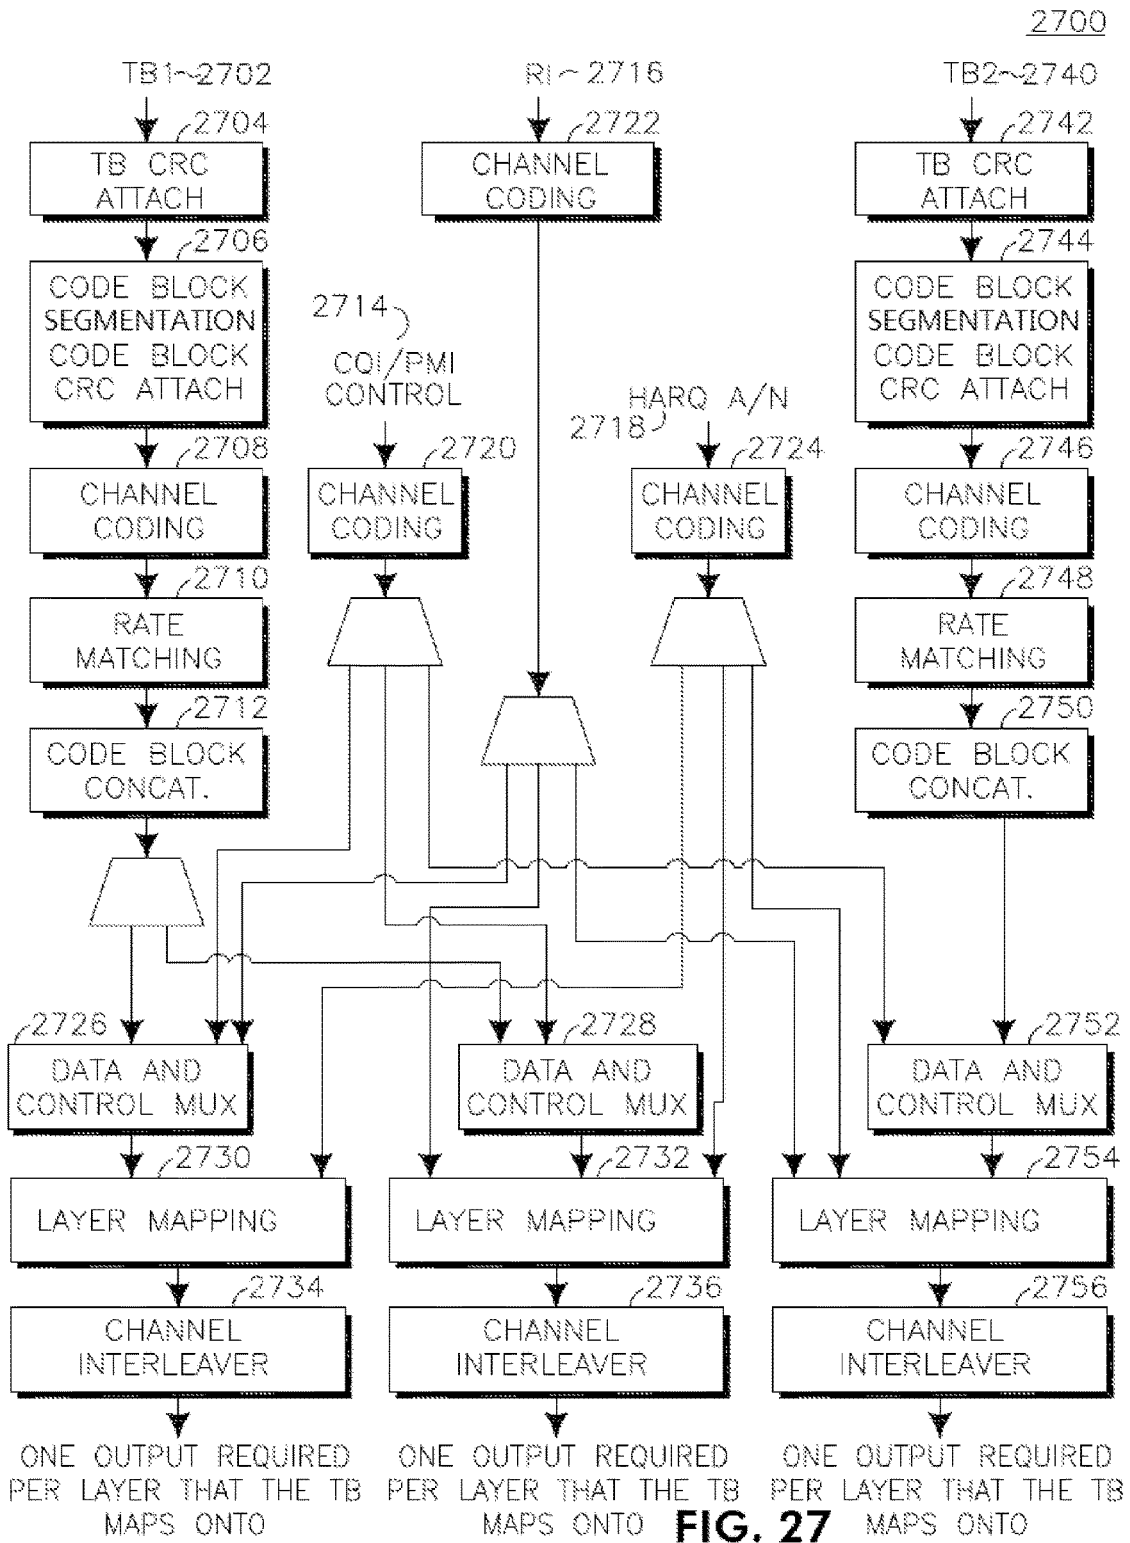 2700
TB1 2702
2704
TB CRC
ATTACH
2706
CODE BLOCK
SEGMENTATION
CODE BLOCK
CRC ATTACH
2708
CHANNEL
CODING
2710
RATE
MATCHING
2712
CODE BLOCK
CONCAT.
2714
CQI/PMI
CONTROL
2720
CHANNEL
CODING
RI 2716
2722
CHANNEL
CODING
HARQ A/N
2718
2724
CHANNEL
CODING
TB2 2740
2742
TB CRC
ATTACH
2744
CODE BLOCK
SEGMENTATION
CODE BLOCK
CRC ATTACH
2746
CHANNEL
CODING
2748
RATE
MATCHING
2750
CODE BLOCK
CONCAT.
2726
DATA AND
CONTROL MUX
2730
LAYER MAPPING
2734
CHANNEL
INTERLEAVER
ONE OUTPUT REQUIRED
PER LAYER THAT THE TB
MAPS ONTO
2728
DATA AND
CONTROL MUX
2732
LAYER MAPPING
2736
CHANNEL
INTERLEAVER
ONE OUTPUT REQUIRED
PER LAYER THAT THE TB
MAPS ONTO
2752
DATA AND
CONTROL MUX
2754
LAYER MAPPING
2756
CHANNEL
INTERLEAVER
ONE OUTPUT REQUIRED
PER LAYER THAT THE TB
MAPS ONTO
FIG. 27